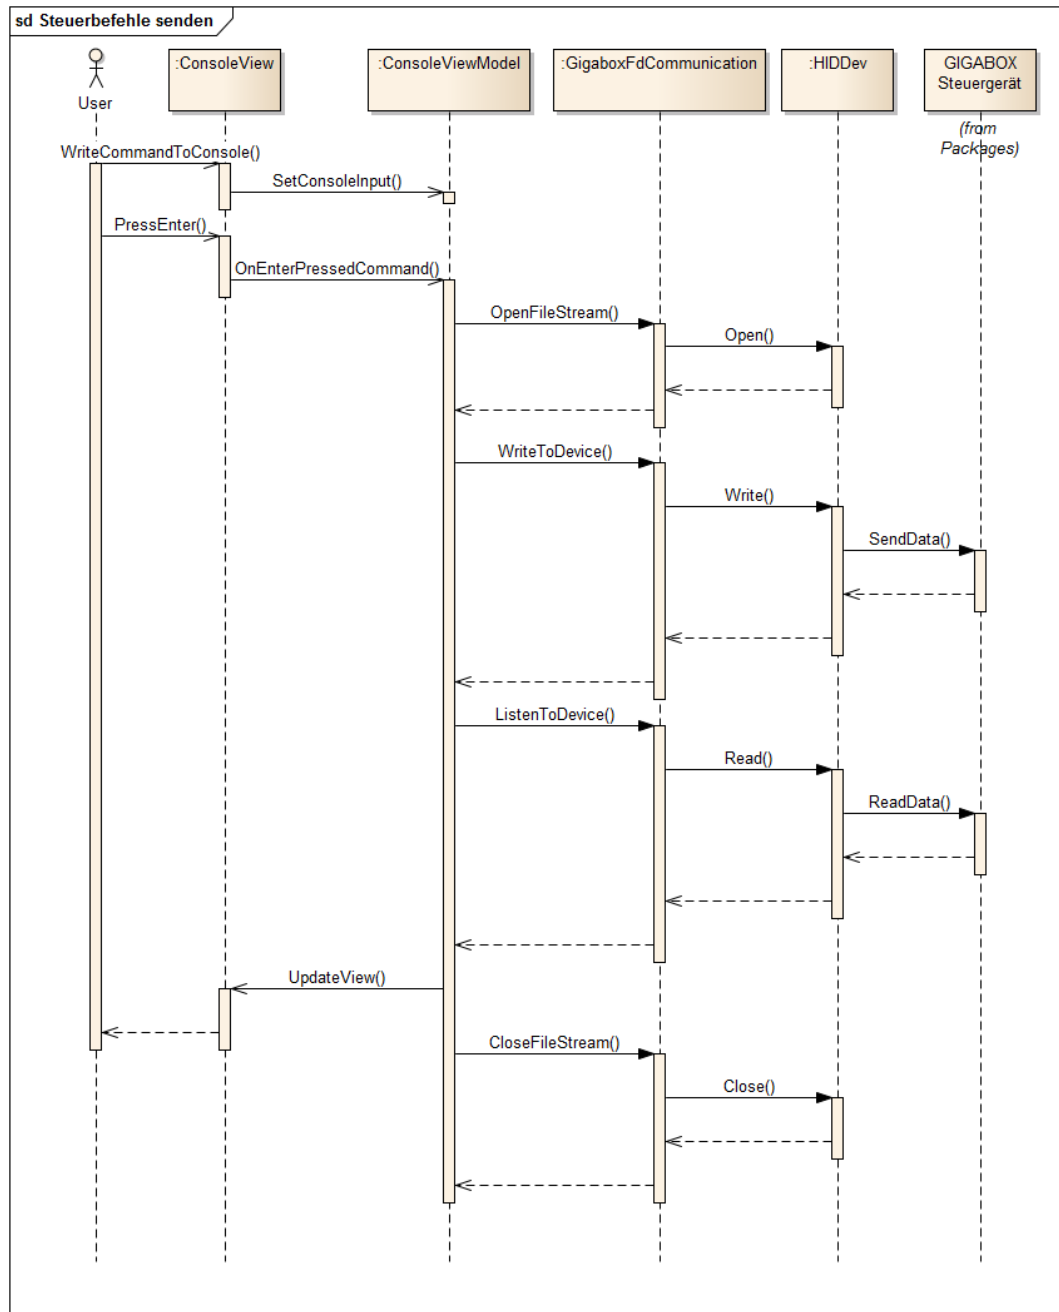 sd Steuerbefehle senden
User
:ConsoleView
:ConsoleViewModel
:GigaboxFdCommunication
:HIDDev
GIGABOX
Steuergerät
(from
Packages)
WriteCommandToConsole()
SetConsoleInput()
PressEnter()
OnEnterPressedCommand()
OpenFileStream()
Open()
WriteToDevice()
Write()
SendData()
ListenToDevice()
Read()
ReadData()
UpdateView()
CloseFileStream()
Close()